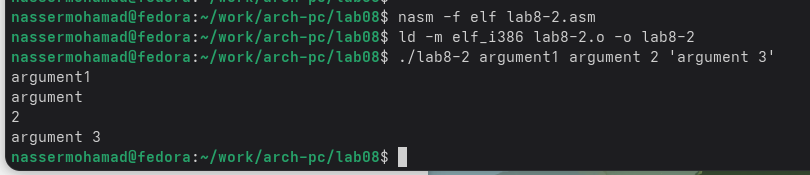 nassermohamad@fedora:~/work/arch-pc/lab08$ nasm -f elf lab8-2.asm
nassermohamad@fedora:~/work/arch-pc/lab08$ ld -m elf_i386 lab8-2.o -o lab8-2
nassermohamad@fedora:~/work/arch-pc/lab08$ ./lab8-2 argument1 argument 2 'argument 3'
argument1
argument
2
argument 3
nassermohamad@fedora:~/work/arch-pc/lab08$